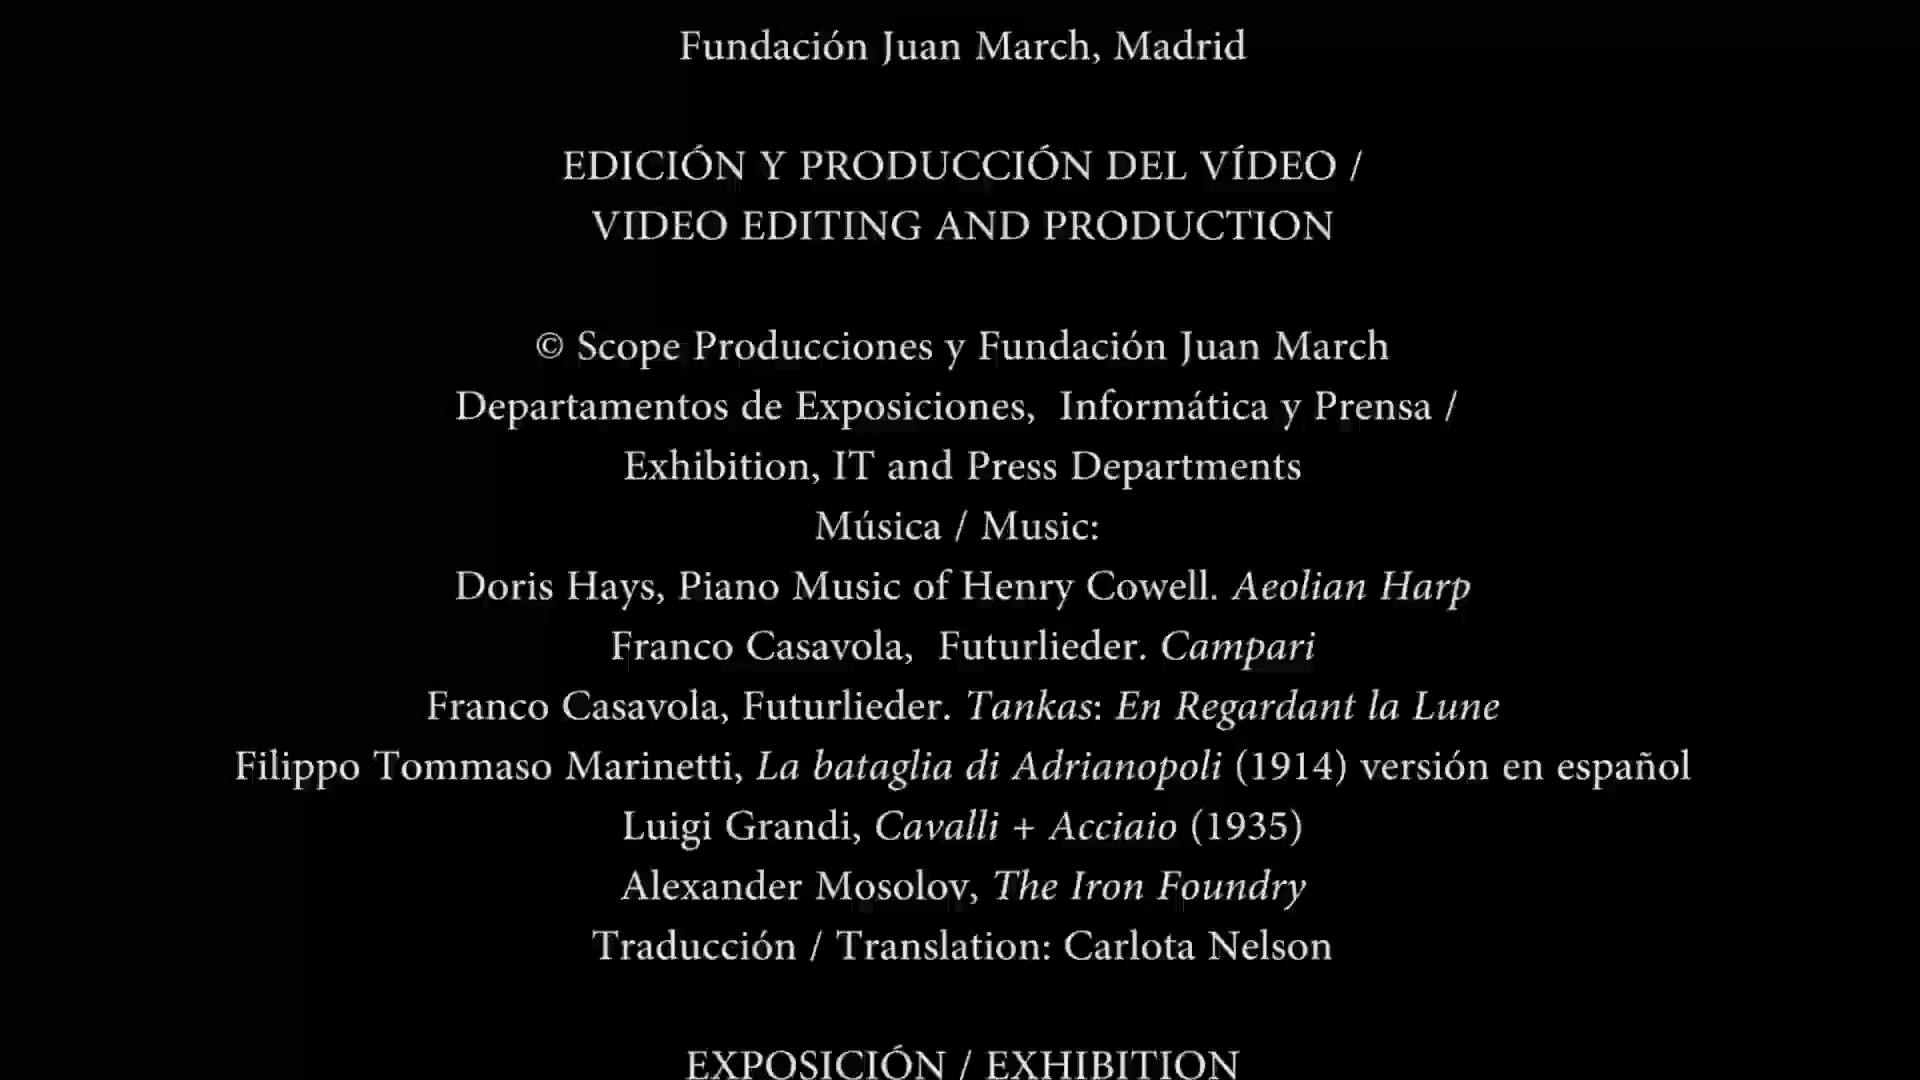 Fundación Juan March, Madrid
EDICIÓN Y PRODUCCIÓN DEL VÍDEO /
VIDEO EDITING AND PRODUCTION
© Scope Producciones y Fundación Juan March
Departamentos de Exposiciones, Informática y Prensa /
Exhibition, IT and Press Departments
Música / Music:
Doris Hays, Piano Music of Henry Cowell. Aeolian Harp
Franco Casavola, Futurlieder. Campari
Franco Casavola, Futurlieder. Tankas: En Regardant la Lune
Filippo Tommaso Marinetti, La bataglia di Adrianopoli (1914) versión en español
Luigi Grandi, Cavalli + Acciaio (1935)
Alexander Mosolov, The Iron Foundry
Traducción / Translation: Carlota Nelson
EXPOSICIÓN / EXHIBITION